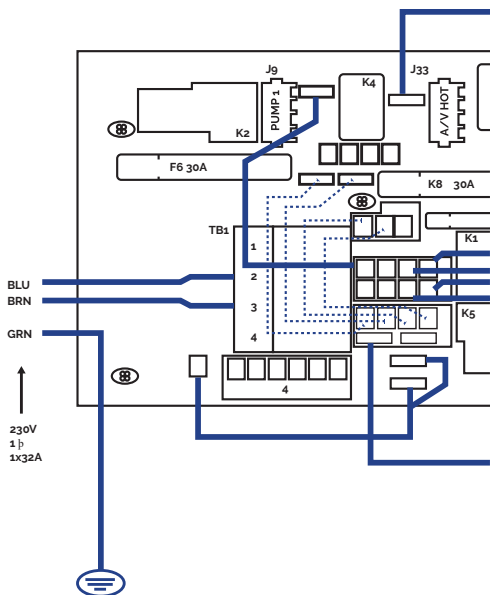 J9
J33
PUMP 1
K4
A/V HOT
K2
F6 30A
K8 30A
TB1
1
K1
2
BLU
BRN
3
K5
GRN
4
4
230V
1 þ
1x32A